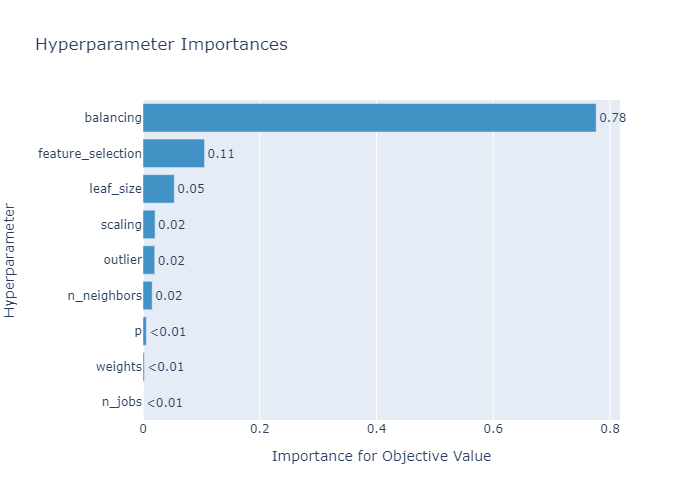 Hyperparameter Importances
Hyperparameter
balancing 0.78
feature_selection 0.11
leaf_size 0.05
scaling 0.02
outlier 0.02
n_neighbors 0.02
p <0.01
weights <0.01
n_jobs <0.01
0 0.2 0.4 0.6 0.8
Importance for Objective Value